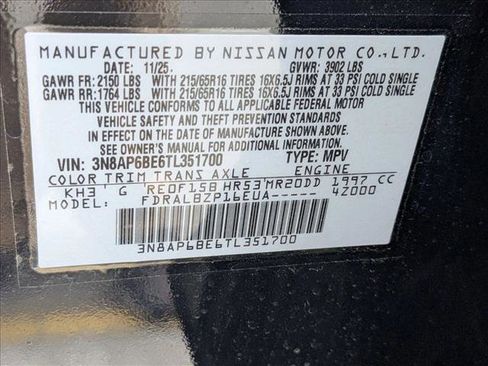 MANUFACTURED BY NISSAN MOTOR CO.,LTD.
DATE: 11/25. GVWR: 3902 LBS
GAWR FR: 2150 LBS WITH 215/65R16 TIRES 16X6.5J RIMS AT 33 PSI COLD SINGLE
GAWR RR: 1764 LBS WITH 215/65R16 TIRES 16X6.5J RIMS AT 33 PSI COLD SINGLE
THIS VEHICLE CONFORMS TO ALL APPLICABLE FEDERAL MOTOR
VEHICLE SAFETY AND THEFT PREVENTION STANDARDS
IN EFFECT ON THE DATE OF MANUFACTURE SHOWN ABOVE.
SEE OWNER'S MANUAL FOR ADDITIONAL INFORMATION.
VIN: 3N8AP6BE6TL351700 TYPE: MPV
COLOR TRIM TRANS AXLE ENGINE
KH3 G RE0F15B HR53 MR20DD 1997 CC
MODEL: FDRALBZP16EUA----- 4Z000
3N8AP6BE6TL351700